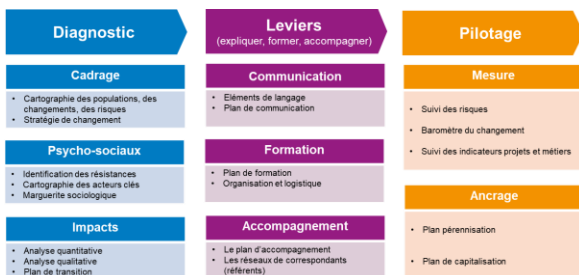 Diagnostic
Cadrage
• Cartographie des populations, des
changements, des risques
• Stratégie de changement
Psycho-sociaux
• Identification des résistances
• Cartographie des acteurs clés
• Marguerite sociologique
Impacts
• Analyse quantitative
• Analyse qualitative
• Plan de transition
Leviers
(expliquer, former, accompagner)
Communication
• Eléments de langage
• Plan de communication
Formation
• Plan de formation
• Organisation et logistique
Accompagnement
• Le plan d'accompagnement
• Les réseaux de correspondants
(référents)
Pilotage
Mesure
• Suivi des risques
• Baromètre du changement
• Suivi des indicateurs projets et métiers
Ancrage
• Plan pérennisation
• Plan de capitalisation